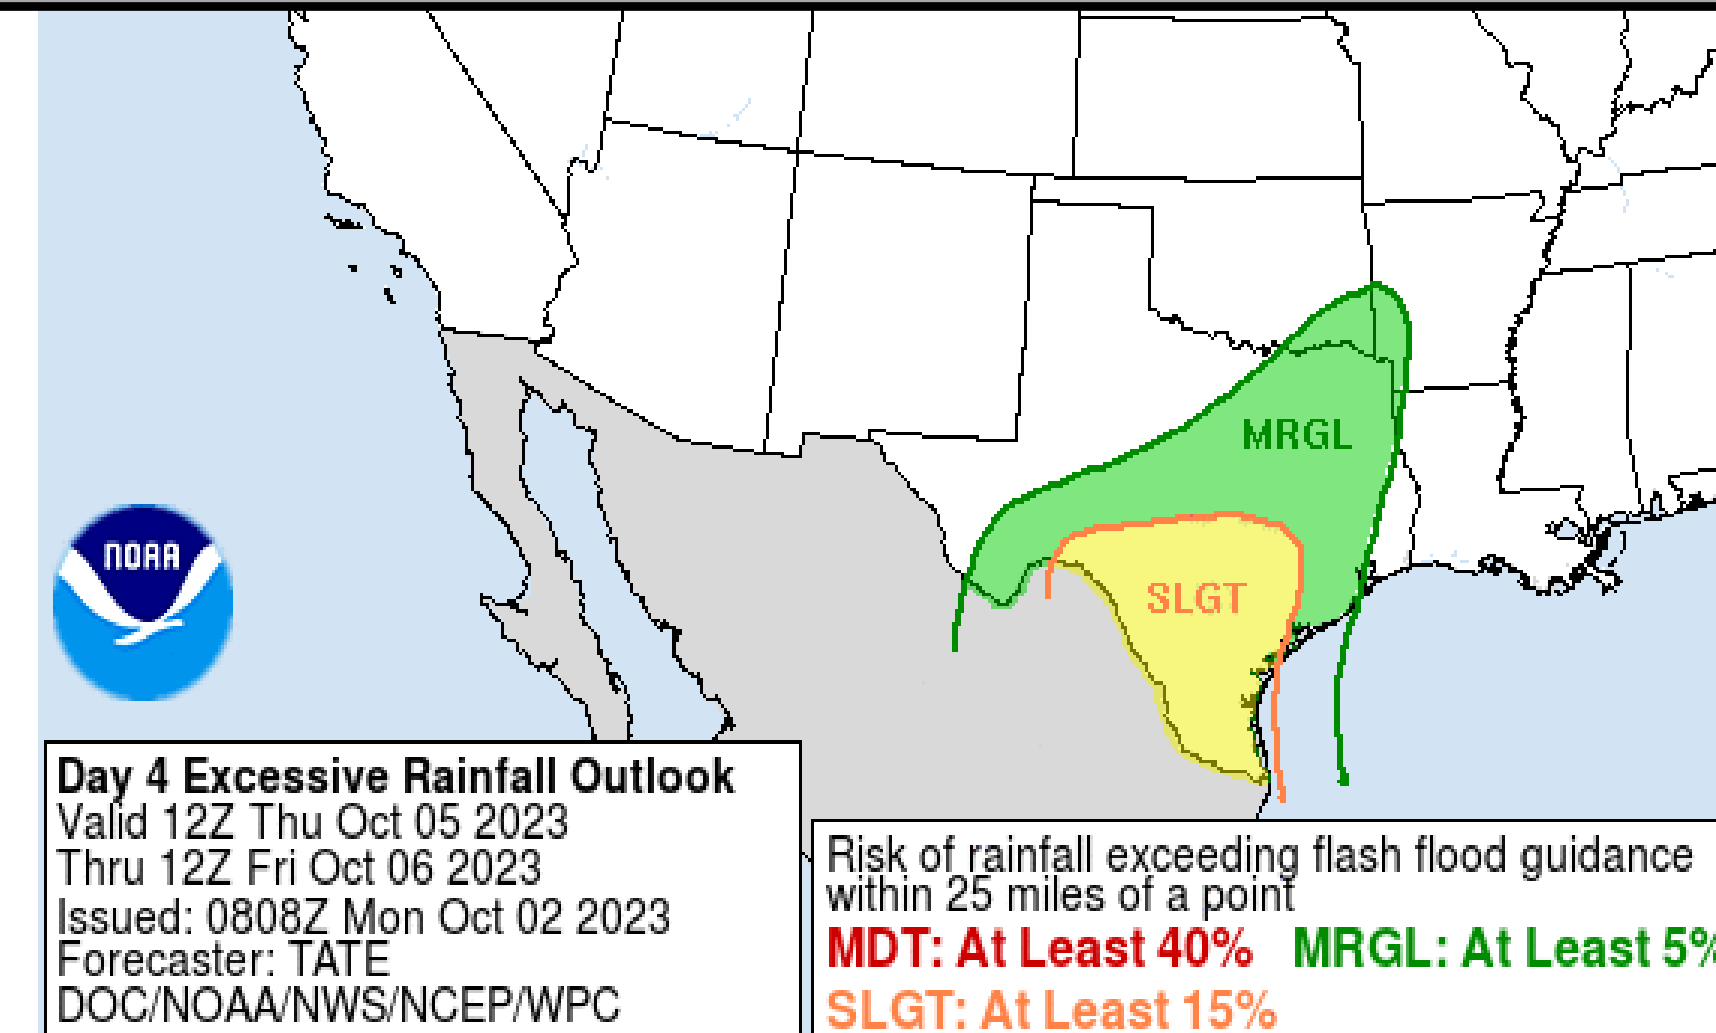 MRGL
SLGT
NOAA
Day 4 Excessive Rainfall Outlook
Valid 12Z Thu Oct 05 2023
Thru 12Z Fri Oct 06 2023
Issued: 0808Z Mon Oct 02 2023
Forecaster: TATE
DOC/NOAA/NWS/NCEP/WPC
Risk of rainfall exceeding flash flood guidance
within 25 miles of a point
MDT: At Least 40% MRGL: At Least 5%
SLGT: At Least 15%